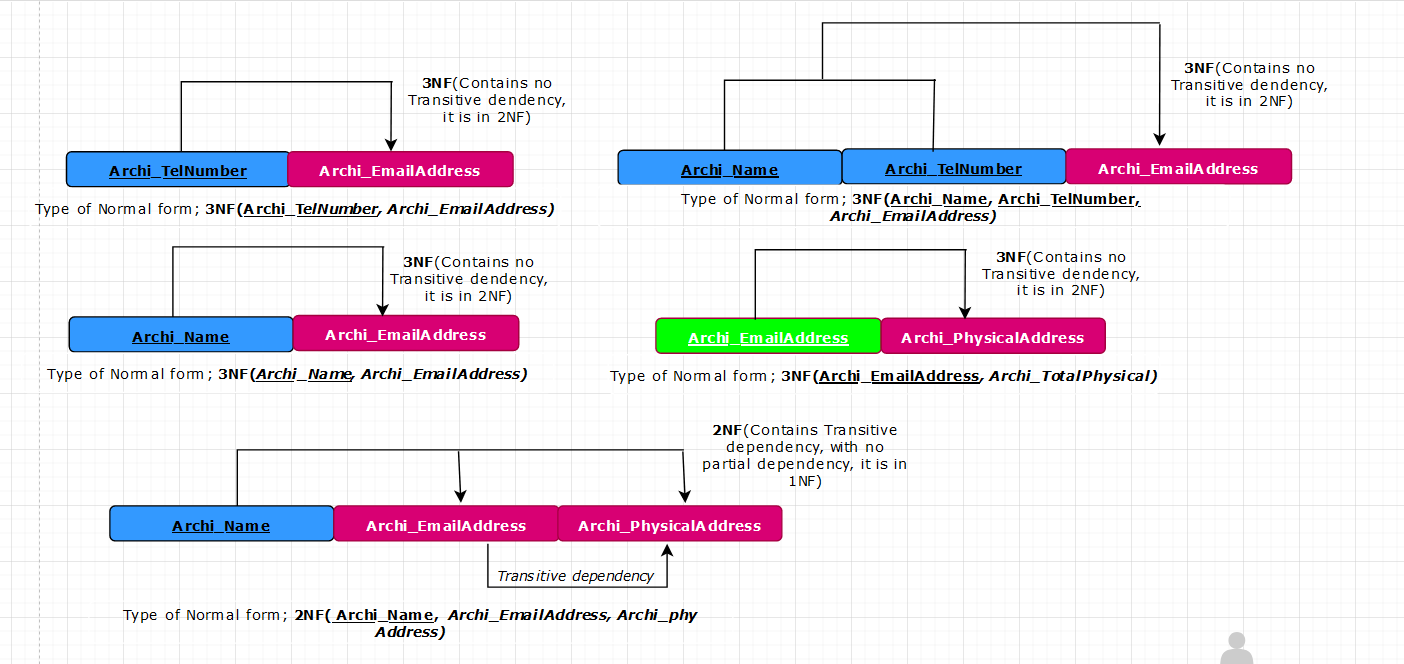 3NF(Contains no
Transitive dendency,
it is in 2NF)
Archi_TelNumber
Archi_EmailAddress
Type of Normal form; 3NF(Archi_TelNumber, Archi_EmailAddress)
3NF(Contains no
Transitive dendency,
it is in 2NF)
Archi_Name
Archi_TelNumber
Archi_EmailAddress
Type of Normal form; 3NF(Archi_Name, Archi_TelNumber,
Archi_EmailAddress)
3NF(Contains no
Transitive dendency,
it is in 2NF)
Archi_Name
Archi_EmailAddress
Type of Normal form; 3NF(Archi_Name, Archi_EmailAddress)
3NF(Contains no
Transitive dendency,
it is in 2NF)
Archi_EmailAddress
Archi_PhysicalAddress
Type of Normal form; 3NF(Archi_EmailAddress, Archi_TotalPhysical)
2NF(Contains Transitive
dependency, with no
partial dependency, it is in
1NF)
Archi_Name
Archi_EmailAddress
Archi_PhysicalAddress
Transitive dependency
Type of Normal form; 2NF( Archi_Name, Archi_EmailAddress, Archi_phy
Address)